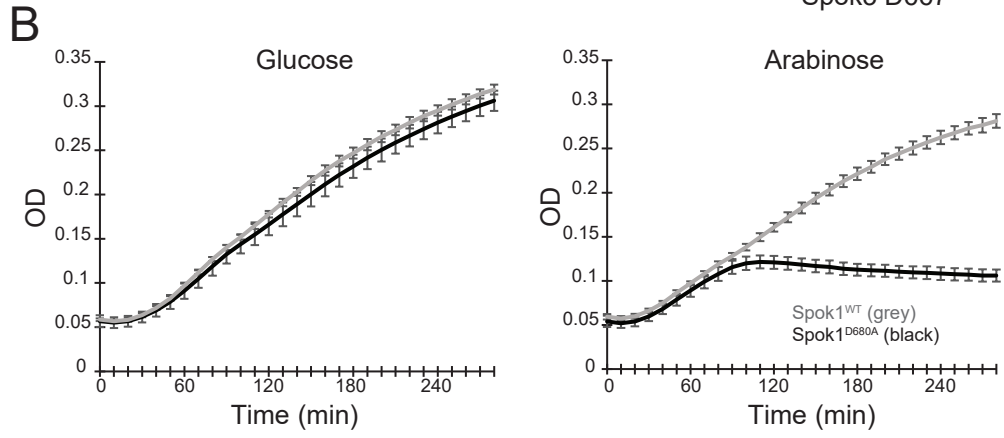 B
Glucose
0.35
0.3
0.25
0.2
0.15
0.1
0.05
0
OD
0 60 120 180 240
Time (min)
Arabinose
0.35
0.3
0.25
0.2
0.15
0.1
0.05
0
OD
Spok1WT (grey)
Spok1D680A (black)
0 60 120 180 240
Time (min)